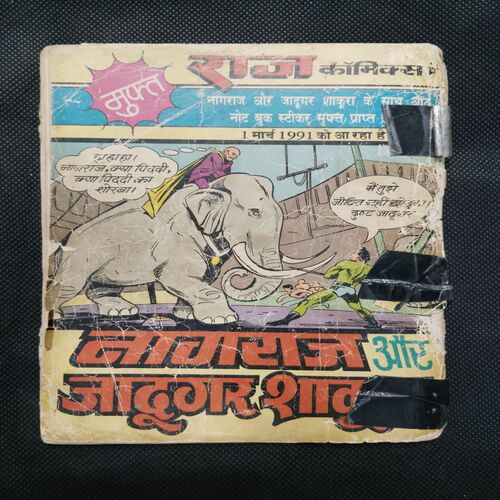 मुफ्त
राज कॉमिक्स
नागराज और जादूगर शाकूरा के साथ
नोट बुक स्टीकर मुफ्त प्राप्त
1 मार्च 1991 को आ रहा है
हाहाहा!
नागराज, क्या पिद्दी,
क्या पिद्दी का
शोरबा!
मैं तुझे
जीवित नहीं
दुष्ट जादूगर
नागराज और
जादूगर